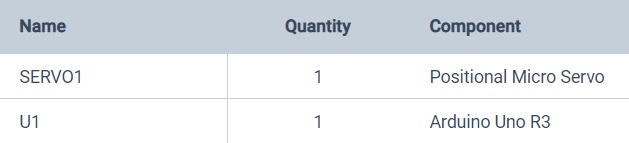 Name Quantity Component
SERVO1 1 Positional Micro Servo
U1 1 Arduino Uno R3